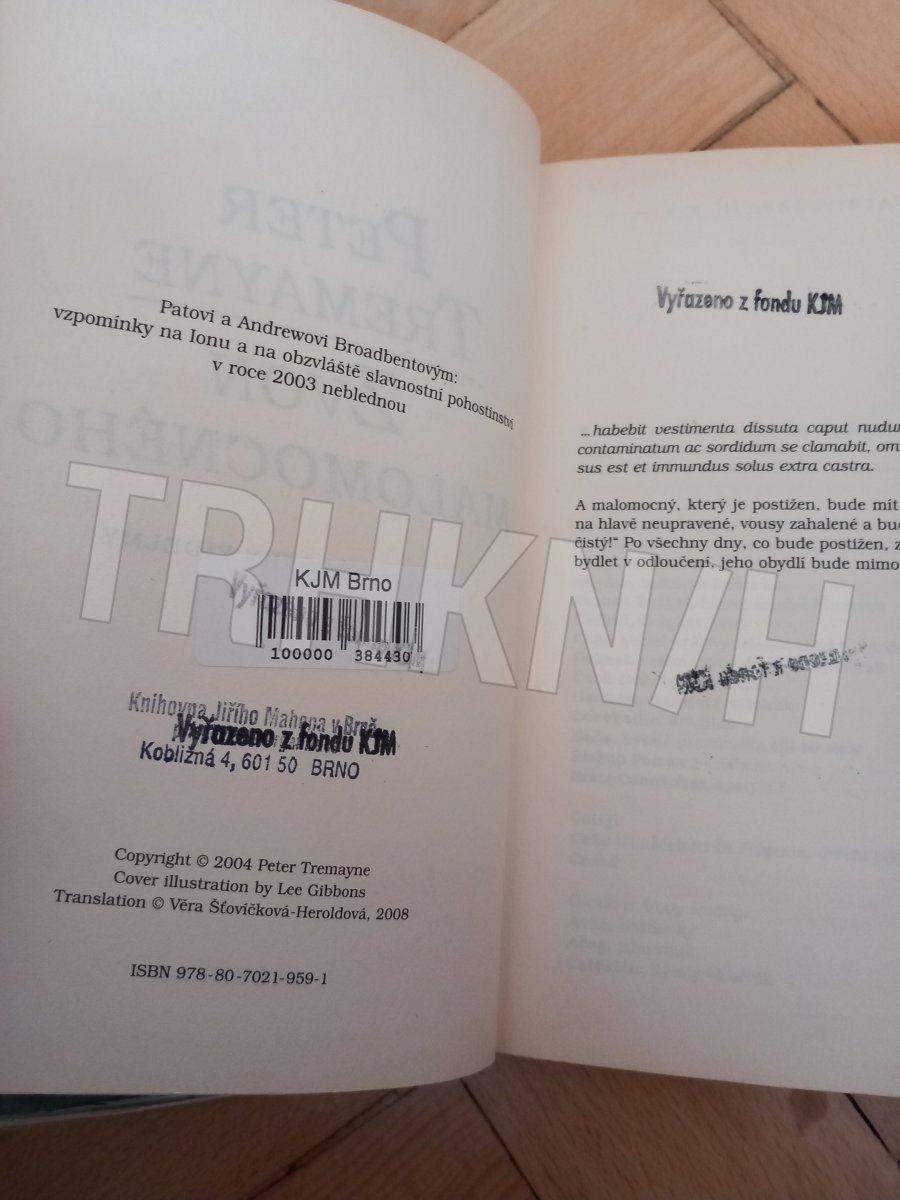 Patovi a Andrewovi Broadbentovým:
vzpomínky na Ionu a na obzvláště slavnostní pohostinství
v roce 2003 neblednou
TRHKN/H
KJM Brno
100000 384430
Knihovna Jiřího Mahena v Brně
Vyřazeno z fondu KJM
Kobližná 4, 601 50 BRNO
Copyright © 2004 Peter Tremayne
Cover illustration by Lee Gibbons
Translation © Věra Šťovíčková-Heroldová, 2008
ISBN 978-80-7021-959-1
Vyřazeno z fondu KJM
...habebit vestimenta dissuta caput nudum
contaminatum ac sordidum se clamabit, om
sus est et immundus solus extra castra.
A malomocný, který je postižen, bude mít
na hlavě neupravené, vousy zahalené a bud
čistý!“ Po všechny dny, co bude postižen, z
bydlet v odloučení, jeho obydlí bude mimo